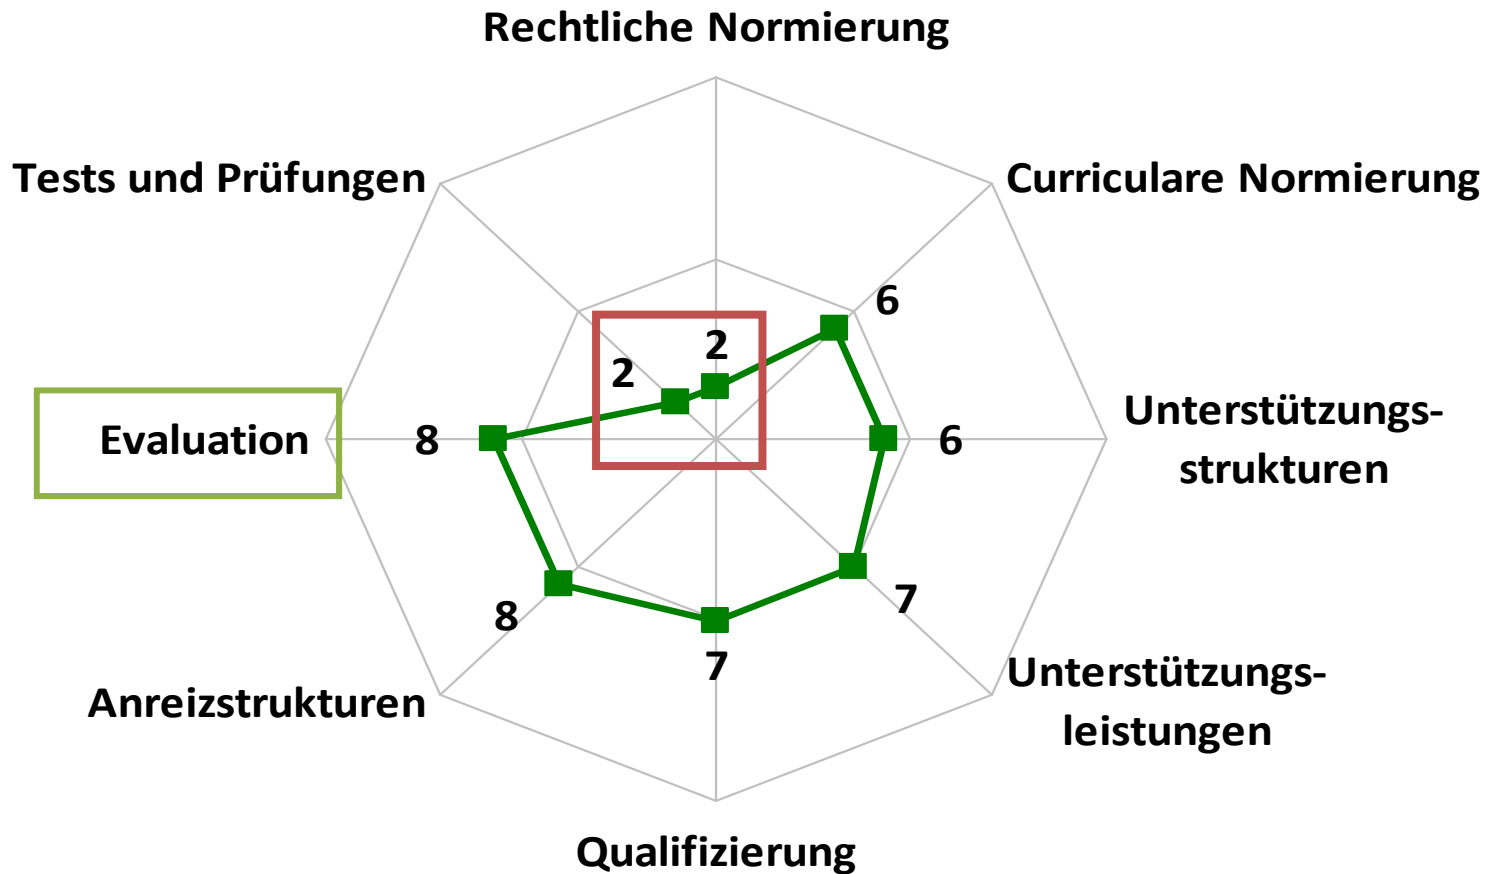 Rechtliche Normierung
Tests und Prüfungen
Curriculare Normierung
6
2
2
Unterstützungs-
strukturen
Evaluation
8
6
7
8
7
Unterstützungs-
leistungen
Anreizstrukturen
Qualifizierung